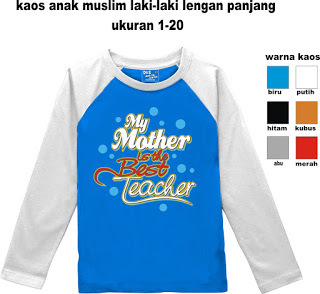 kaos anak muslim laki-laki lengan panjang
ukuran 1-20
warna kaos
biru putih
hitam kubus
abu merah
My
Mother
is the
Best
Teacher